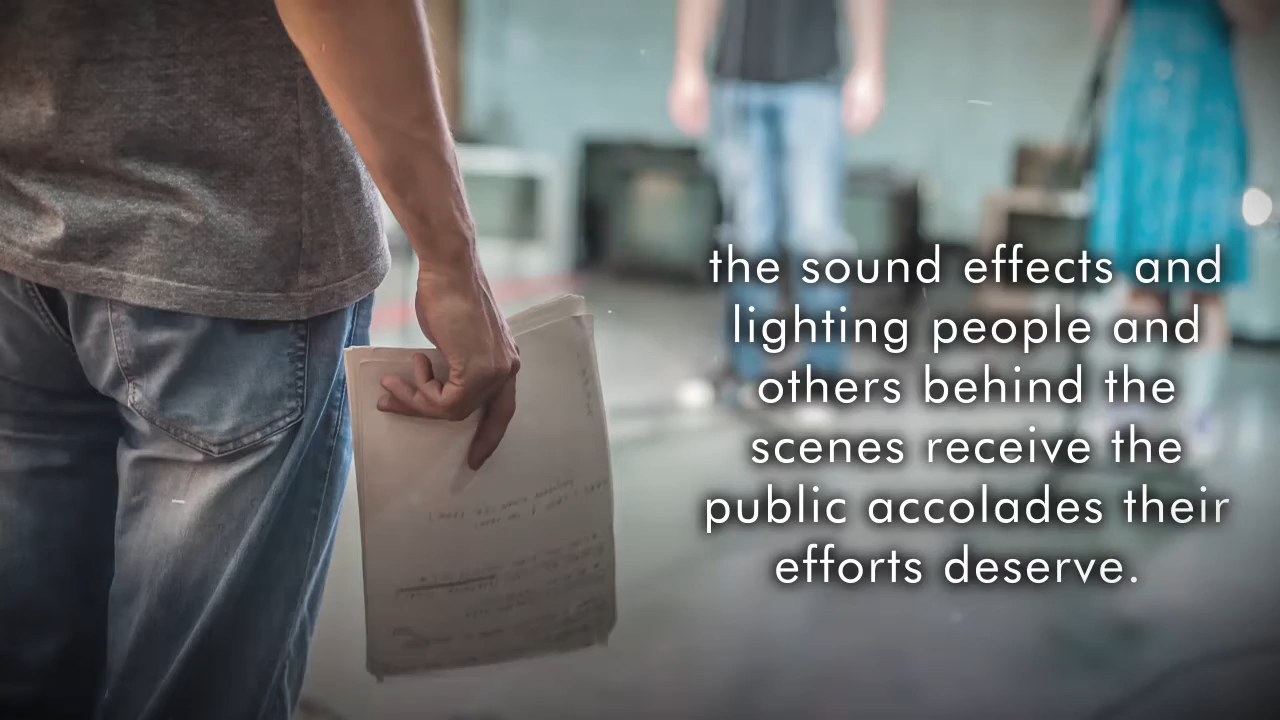 the sound effects and
lighting people and
others behind the
scenes receive the
public accolades their
efforts deserve.